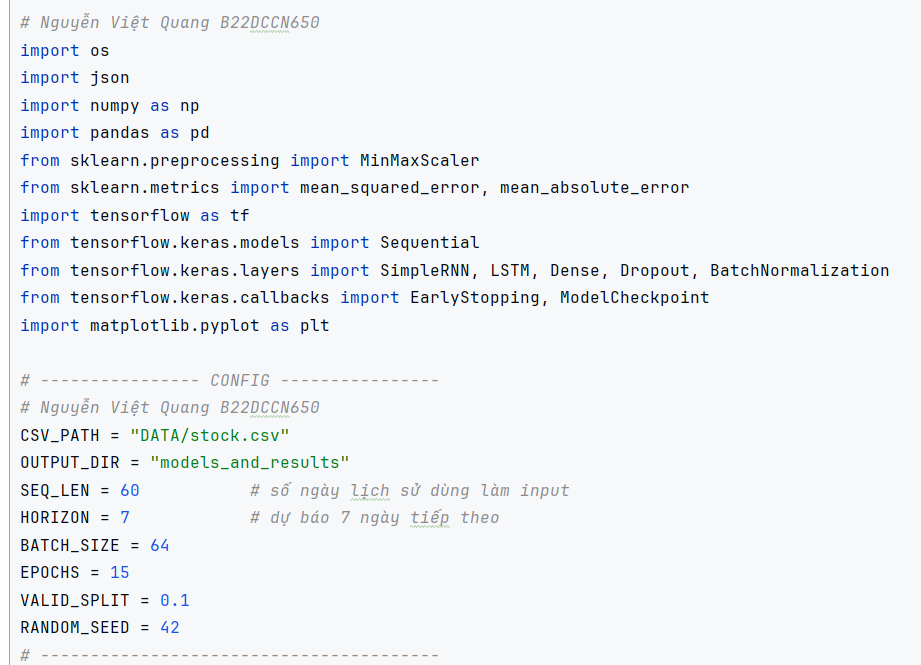 # Nguyễn Việt Quang B22DCCN650
import os
import json
import numpy as np
import pandas as pd
from sklearn.preprocessing import MinMaxScaler
from sklearn.metrics import mean_squared_error, mean_absolute_error
import tensorflow as tf
from tensorflow.keras.models import Sequential
from tensorflow.keras.layers import SimpleRNN, LSTM, Dense, Dropout, BatchNormalization
from tensorflow.keras.callbacks import EarlyStopping, ModelCheckpoint
import matplotlib.pyplot as plt
# ---------------- CONFIG ----------------
# Nguyễn Việt Quang B22DCCN650
CSV_PATH = "DATA/stock.csv"
OUTPUT_DIR = "models_and_results"
SEQ_LEN = 60 # số ngày lịch sử dùng làm input
HORIZON = 7 # dự báo 7 ngày tiếp theo
BATCH_SIZE = 64
EPOCHS = 15
VALID_SPLIT = 0.1
RANDOM_SEED = 42
# ----------------------------------------